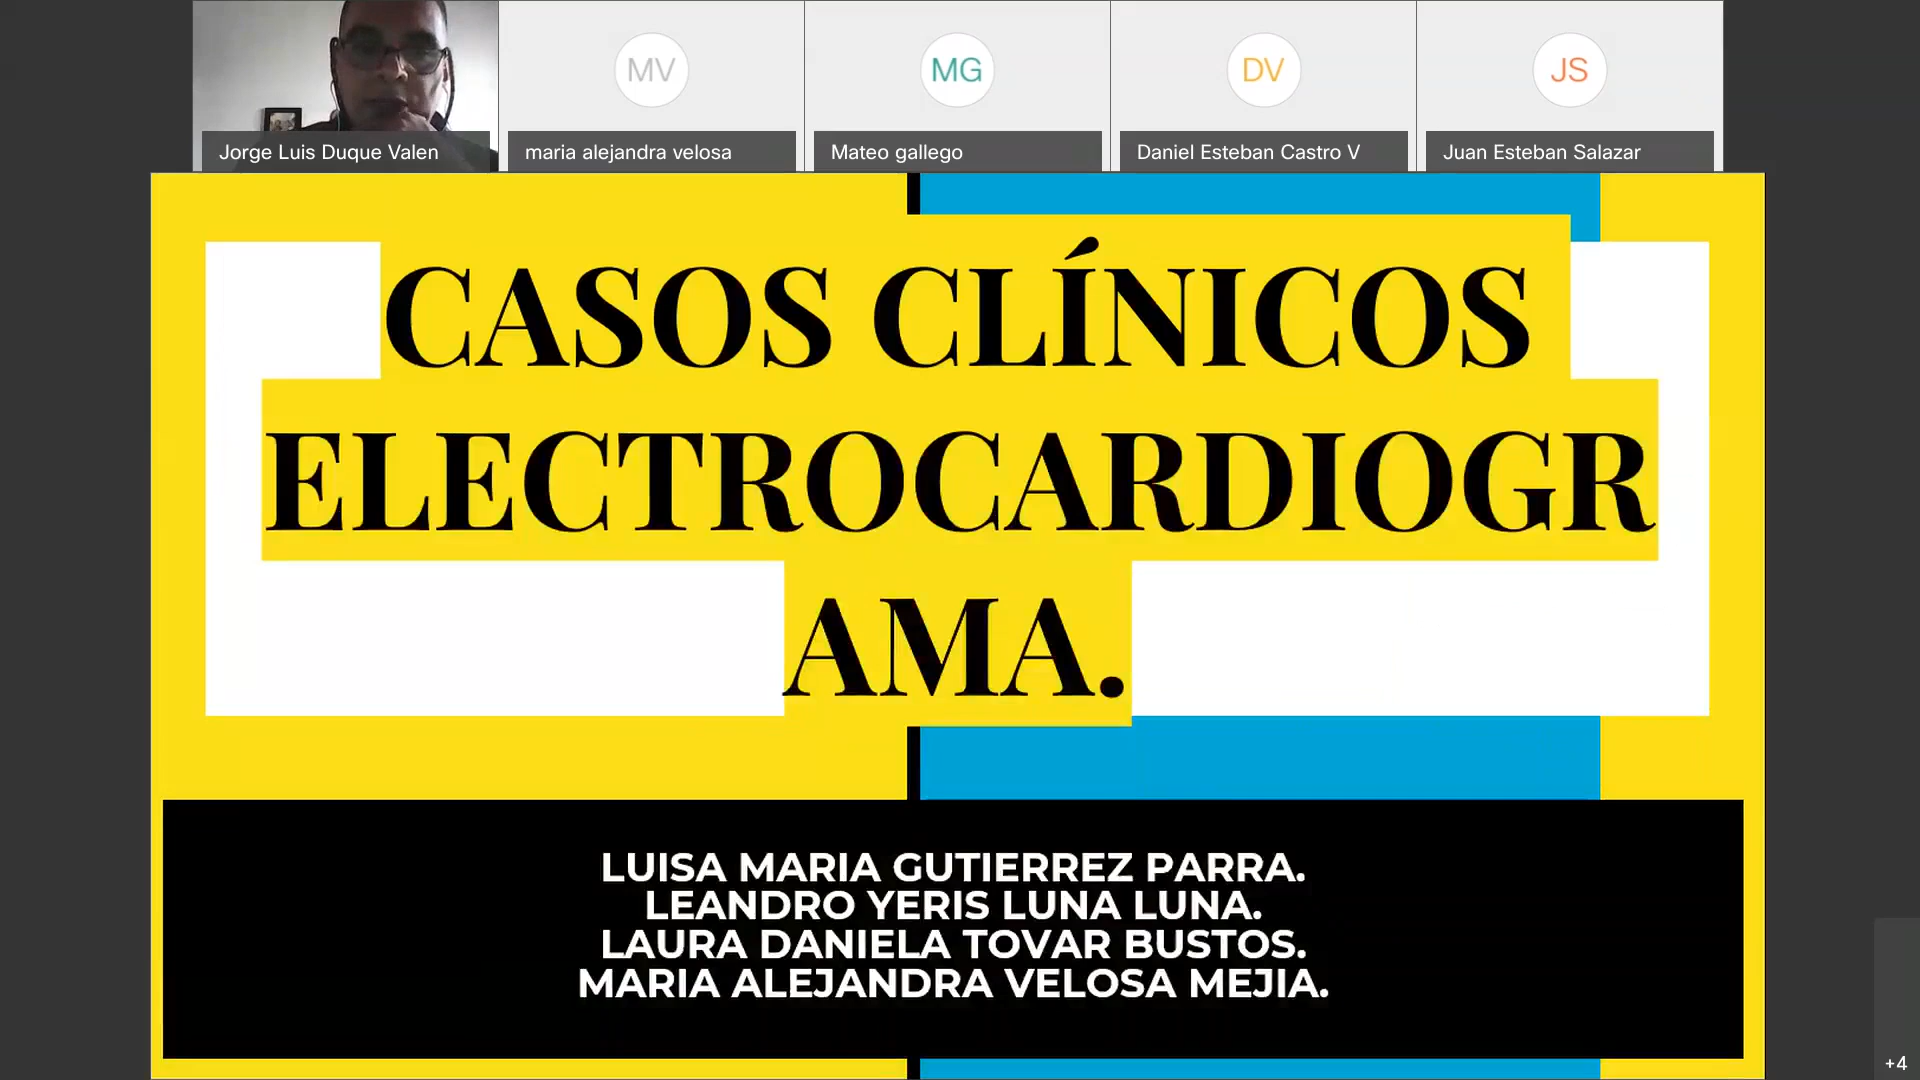 MV
MG
DV
JS
Jorge Luis Duque Valen
maria alejandra velosa
Mateo gallego
Daniel Esteban Castro V
Juan Esteban Salazar
CASOS CLÍNICOS
ELECTROCARDIOGR
AMA.
LUISA MARIA GUTIERREZ PARRA.
LEANDRO YERIS LUNA LUNA.
LAURA DANIELA TOVAR BUSTOS.
MARIA ALEJANDRA VELOSA MEJIA.
+4